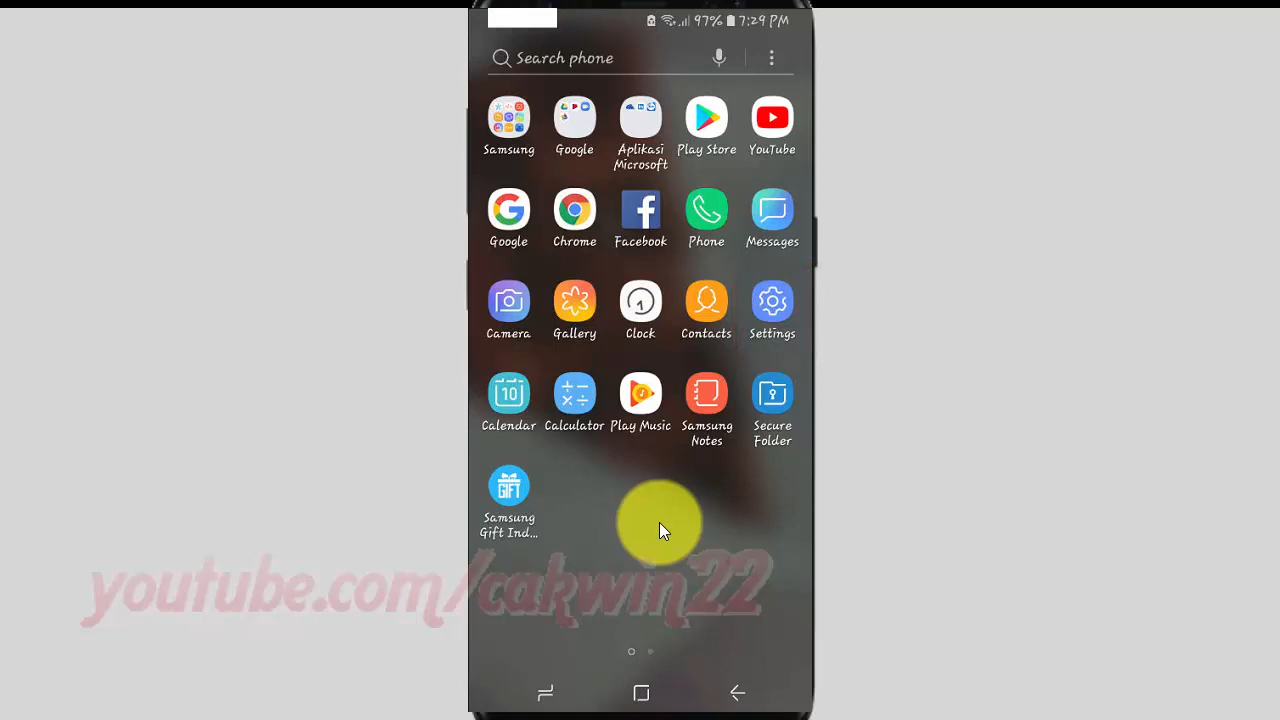 97% 7:29 PM
Search phone
Samsung Google Aplikasi Microsoft Play Store YouTube
Google Chrome Facebook Phone Messages
Camera Gallery Clock Contacts Settings
10
Calendar Calculator Play Music Samsung Notes Secure Folder
GIFT
Samsung Gift Ind...
youtube.com/cakwin22